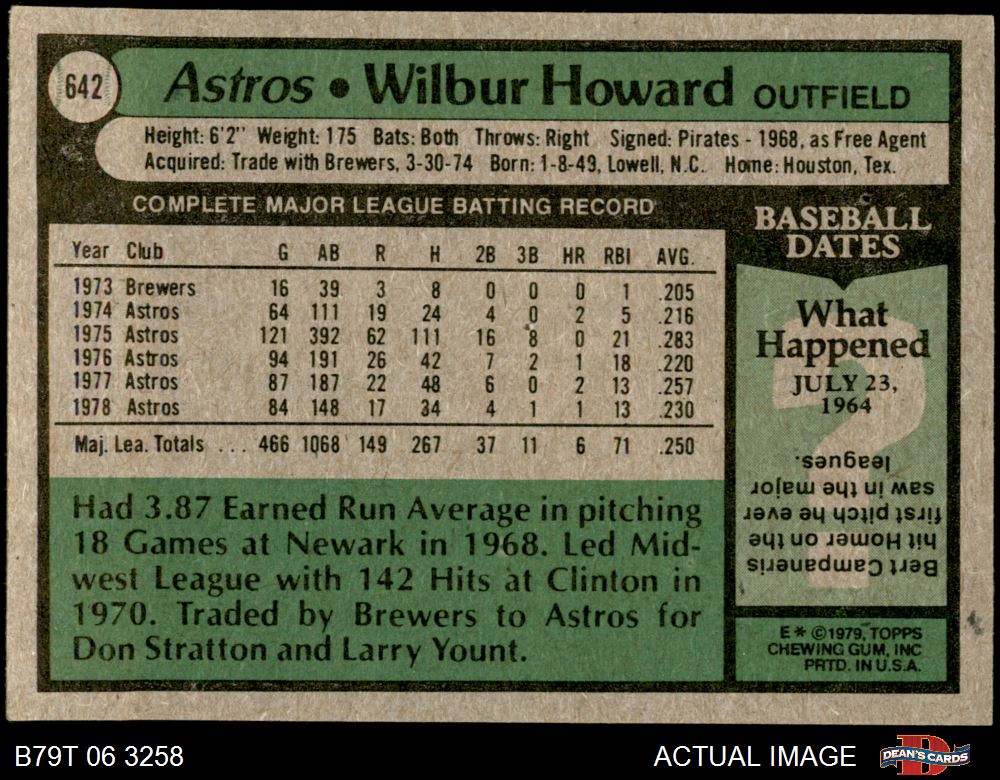 642
Astros • Wilbur Howard OUTFIELD
Height: 6'2" Weight: 175 Bats: Both Throws: Right Signed: Pirates - 1968, as Free Agent
Acquired: Trade with Brewers, 3-30-74 Born: 1-8-49, Lowell, N.C. Home: Houston, Tex.
COMPLETE MAJOR LEAGUE BATTING RECORD
Year Club G AB R H 2B 3B HR RBI AVG.
1973 Brewers 16 39 3 8 0 0 0 1 .205
1974 Astros 64 111 19 24 4 0 2 5 .216
1975 Astros 121 392 62 111 16 8 0 21 .283
1976 Astros 94 191 26 42 7 2 1 18 .220
1977 Astros 87 187 22 48 6 0 2 13 .257
1978 Astros 84 148 17 34 4 1 1 13 .230
Maj. Lea. Totals ... 466 1068 149 267 37 11 6 71 .250
Had 3.87 Earned Run Average in pitching
18 Games at Newark in 1968. Led Mid-
west League with 142 Hits at Clinton in
1970. Traded by Brewers to Astros for
Don Stratton and Larry Yount.
BASEBALL
DATES
What
Happened
JULY 23,
1964
Bert Campaneris
hit Homer on the
first pitch he ever
saw in the major
leagues.
E * ©1979, TOPPS
CHEWING GUM, INC
PRTD. IN U.S.A.
B79T 06 3258
ACTUAL IMAGE
DEAN'S CARDS